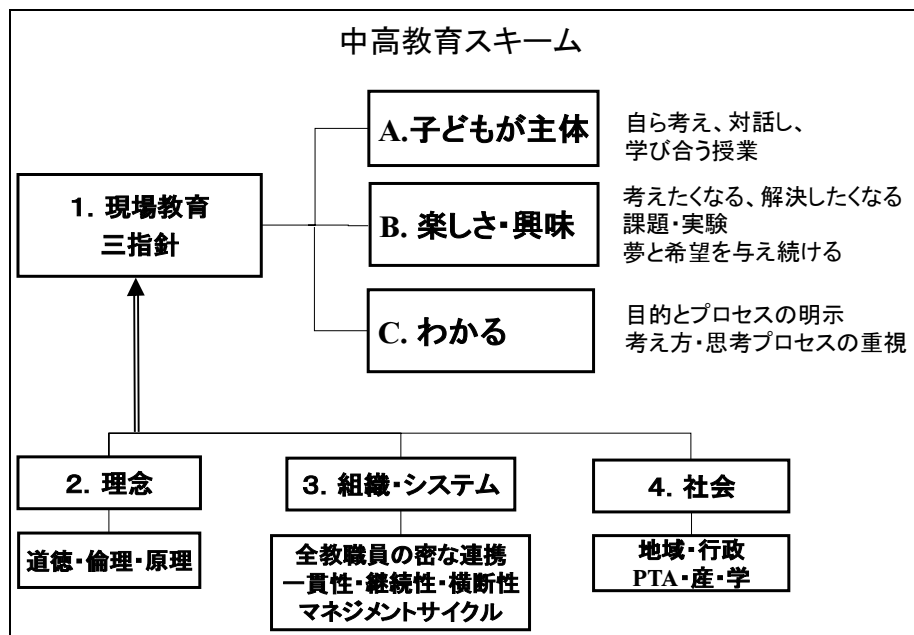 中高教育スキーム
A.子どもが主体
自ら考え、対話し、
学び合う授業
1. 現場教育
三指針
B. 楽しさ・興味
考えたくなる、解決したくなる
課題・実験
夢と希望を与え続ける
C. わかる
目的とプロセスの明示
考え方・思考プロセスの重視
2. 理念
3. 組織・システム
4. 社会
道徳・倫理・原理
全教職員の密な連携
一貫性・継続性・横断性
マネジメントサイクル
地域・行政
PTA・産・学